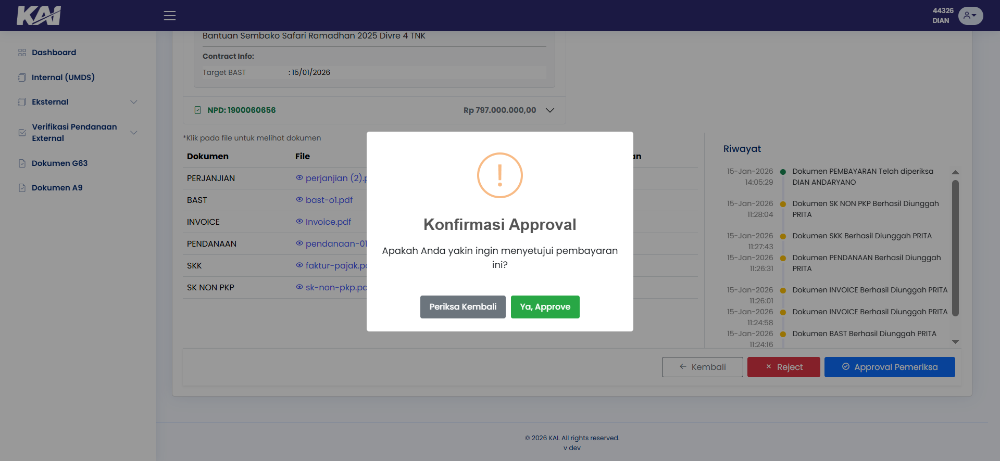 KAI
44326
DIAN
Dashboard
Internal (UMDS)
Eksternal
Verifikasi Pendanaan
External
Dokumen G63
Dokumen A9
Bantuan Sembako Safari Ramadhan 2025 Divre 4 TNK
Contract Info:
Target BAST : 15/01/2026
NPD: 1900060656 Rp 797.000.000,00
*Klik pada file untuk melihat dokumen
Dokumen File an
PERJANJIAN perjanjian (2).p
BAST bast-o1.pdf
INVOICE Invoice.pdf
PENDANAAN pendanaan-01
SKK faktur-pajak.pd
SK NON PKP sk-non-pkp.pd
Konfirmasi Approval
Apakah Anda yakin ingin menyetujui pembayaran
ini?
Periksa Kembali Ya, Approve
Riwayat
15-Jan-2026 Dokumen PEMBAYARAN Telah diperiksa
14:05:29 DIAN ANDARYANO
15-Jan-2026 Dokumen SK NON PKP Berhasil Diunggah
11:28:04 PRITA
15-Jan-2026 Dokumen SKK Berhasil Diunggah PRITA
11:27:43
15-Jan-2026 Dokumen PENDANAAN Berhasil Diunggah
11:26:31 PRITA
15-Jan-2026 Dokumen INVOICE Berhasil Diunggah PRITA
11:26:01
15-Jan-2026 Dokumen INVOICE Berhasil Diunggah PRITA
11:24:58
15-Jan-2026 Dokumen BAST Berhasil Diunggah PRITA
11:24:16
Kembali Reject Approval Pemeriksa
© 2026 KAI. All rights reserved.
v dev